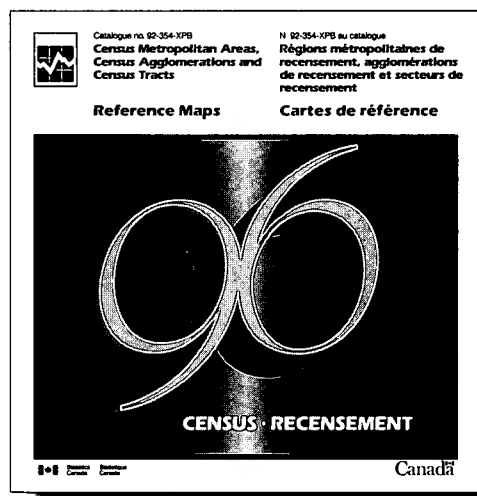 Catalogue no. 92-354-XPB
Census Metropolitan Areas,
Census Agglomerations and
Census Tracts
Reference Maps
N 92-354-XPB au catalogue
Régions métropolitaines de
recensement, agglomérations
de recensement et secteurs de
recensement
Cartes de référence
96
CENSUS · RECENSEMENT
Statistics
Canada
Statistique
Canada
Canada